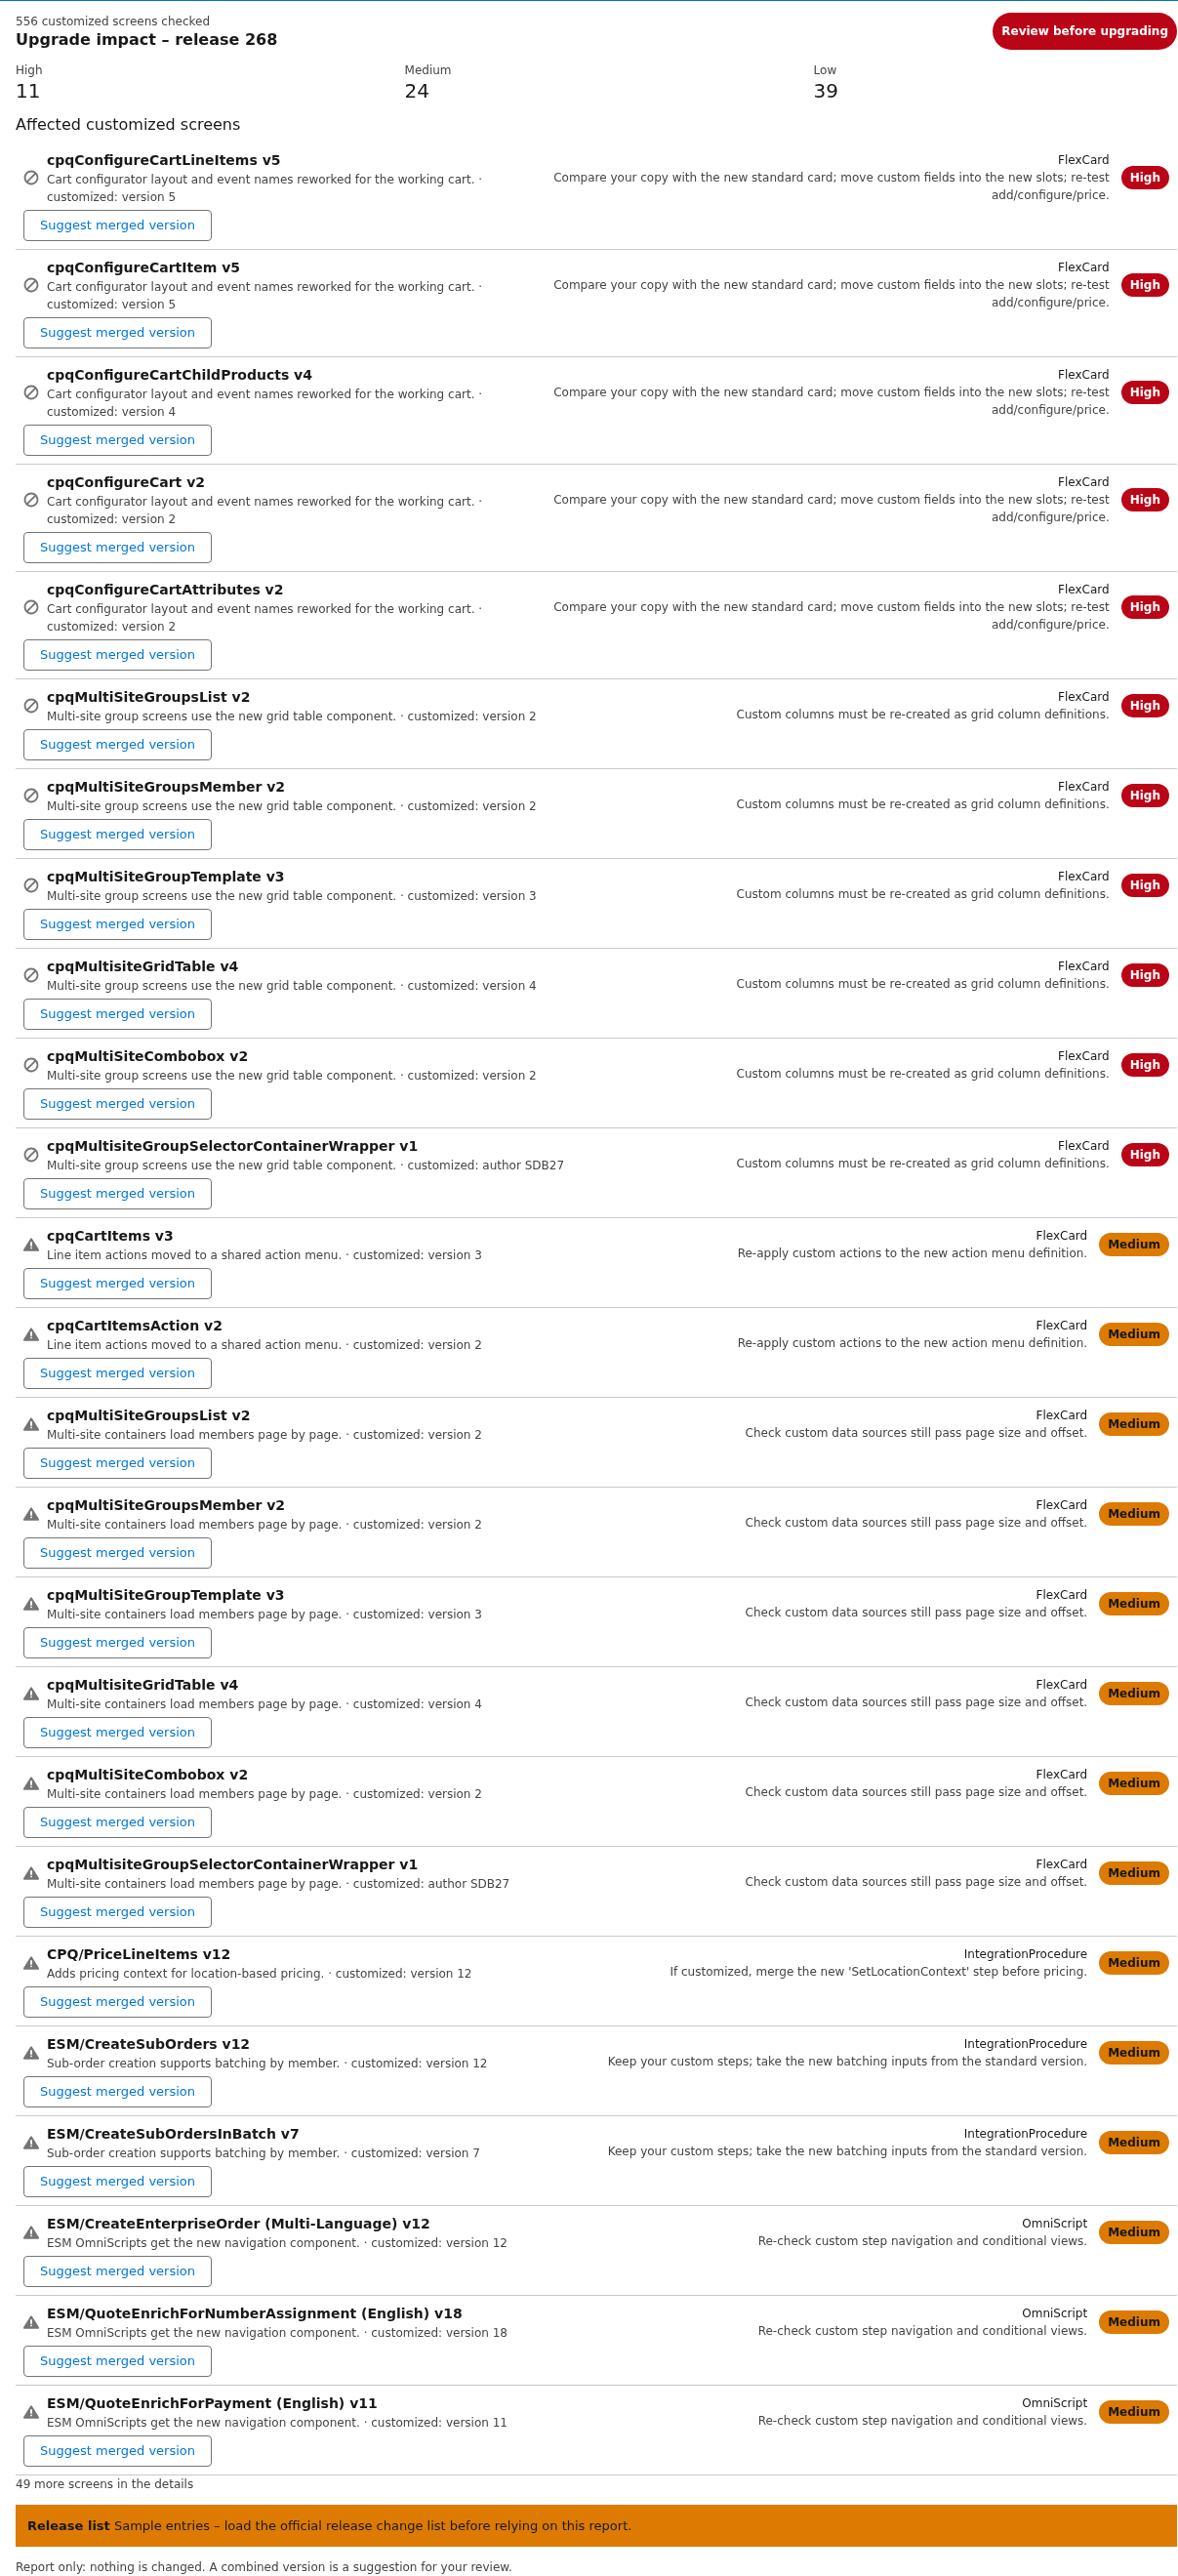 556 customized screens checked
Upgrade impact – release 268
Review before upgrading
High
11
Medium
24
Low
39
Affected customized screens
cpqConfigureCartLineItems v5
Cart configurator layout and event names reworked for the working cart. ·
customized: version 5
FlexCard
Compare your copy with the new standard card; move custom fields into the new slots; re-test
add/configure/price.
High
Suggest merged version
cpqConfigureCartItem v5
Cart configurator layout and event names reworked for the working cart. ·
customized: version 5
FlexCard
Compare your copy with the new standard card; move custom fields into the new slots; re-test
add/configure/price.
High
Suggest merged version
cpqConfigureCartChildProducts v4
Cart configurator layout and event names reworked for the working cart. ·
customized: version 4
FlexCard
Compare your copy with the new standard card; move custom fields into the new slots; re-test
add/configure/price.
High
Suggest merged version
cpqConfigureCart v2
Cart configurator layout and event names reworked for the working cart. ·
customized: version 2
FlexCard
Compare your copy with the new standard card; move custom fields into the new slots; re-test
add/configure/price.
High
Suggest merged version
cpqConfigureCartAttributes v2
Cart configurator layout and event names reworked for the working cart. ·
customized: version 2
FlexCard
Compare your copy with the new standard card; move custom fields into the new slots; re-test
add/configure/price.
High
Suggest merged version
cpqMultiSiteGroupsList v2
Multi-site group screens use the new grid table component. · customized: version 2
FlexCard
Custom columns must be re-created as grid column definitions.
High
Suggest merged version
cpqMultiSiteGroupsMember v2
Multi-site group screens use the new grid table component. · customized: version 2
FlexCard
Custom columns must be re-created as grid column definitions.
High
Suggest merged version
cpqMultiSiteGroupTemplate v3
Multi-site group screens use the new grid table component. · customized: version 3
FlexCard
Custom columns must be re-created as grid column definitions.
High
Suggest merged version
cpqMultisiteGridTable v4
Multi-site group screens use the new grid table component. · customized: version 4
FlexCard
Custom columns must be re-created as grid column definitions.
High
Suggest merged version
cpqMultiSiteCombobox v2
Multi-site group screens use the new grid table component. · customized: version 2
FlexCard
Custom columns must be re-created as grid column definitions.
High
Suggest merged version
cpqMultisiteGroupSelectorContainerWrapper v1
Multi-site group screens use the new grid table component. · customized: author SDB27
FlexCard
Custom columns must be re-created as grid column definitions.
High
Suggest merged version
cpqCartItems v3
Line item actions moved to a shared action menu. · customized: version 3
FlexCard
Re-apply custom actions to the new action menu definition.
Medium
Suggest merged version
cpqCartItemsAction v2
Line item actions moved to a shared action menu. · customized: version 2
FlexCard
Re-apply custom actions to the new action menu definition.
Medium
Suggest merged version
cpqMultiSiteGroupsList v2
Multi-site containers load members page by page. · customized: version 2
FlexCard
Check custom data sources still pass page size and offset.
Medium
Suggest merged version
cpqMultiSiteGroupsMember v2
Multi-site containers load members page by page. · customized: version 2
FlexCard
Check custom data sources still pass page size and offset.
Medium
Suggest merged version
cpqMultiSiteGroupTemplate v3
Multi-site containers load members page by page. · customized: version 3
FlexCard
Check custom data sources still pass page size and offset.
Medium
Suggest merged version
cpqMultisiteGridTable v4
Multi-site containers load members page by page. · customized: version 4
FlexCard
Check custom data sources still pass page size and offset.
Medium
Suggest merged version
cpqMultiSiteCombobox v2
Multi-site containers load members page by page. · customized: version 2
FlexCard
Check custom data sources still pass page size and offset.
Medium
Suggest merged version
cpqMultisiteGroupSelectorContainerWrapper v1
Multi-site containers load members page by page. · customized: author SDB27
FlexCard
Check custom data sources still pass page size and offset.
Medium
Suggest merged version
CPQ/PriceLineItems v12
Adds pricing context for location-based pricing. · customized: version 12
IntegrationProcedure
If customized, merge the new 'SetLocationContext' step before pricing.
Medium
Suggest merged version
ESM/CreateSubOrders v12
Sub-order creation supports batching by member. · customized: version 12
IntegrationProcedure
Keep your custom steps; take the new batching inputs from the standard version.
Medium
Suggest merged version
ESM/CreateSubOrdersInBatch v7
Sub-order creation supports batching by member. · customized: version 7
IntegrationProcedure
Keep your custom steps; take the new batching inputs from the standard version.
Medium
Suggest merged version
ESM/CreateEnterpriseOrder (Multi-Language) v12
ESM OmniScripts get the new navigation component. · customized: version 12
OmniScript
Re-check custom step navigation and conditional views.
Medium
Suggest merged version
ESM/QuoteEnrichForNumberAssignment (English) v18
ESM OmniScripts get the new navigation component. · customized: version 18
OmniScript
Re-check custom step navigation and conditional views.
Medium
Suggest merged version
ESM/QuoteEnrichForPayment (English) v11
ESM OmniScripts get the new navigation component. · customized: version 11
OmniScript
Re-check custom step navigation and conditional views.
Medium
Suggest merged version
49 more screens in the details
Release list Sample entries – load the official release change list before relying on this report.
Report only: nothing is changed. A combined version is a suggestion for your review.